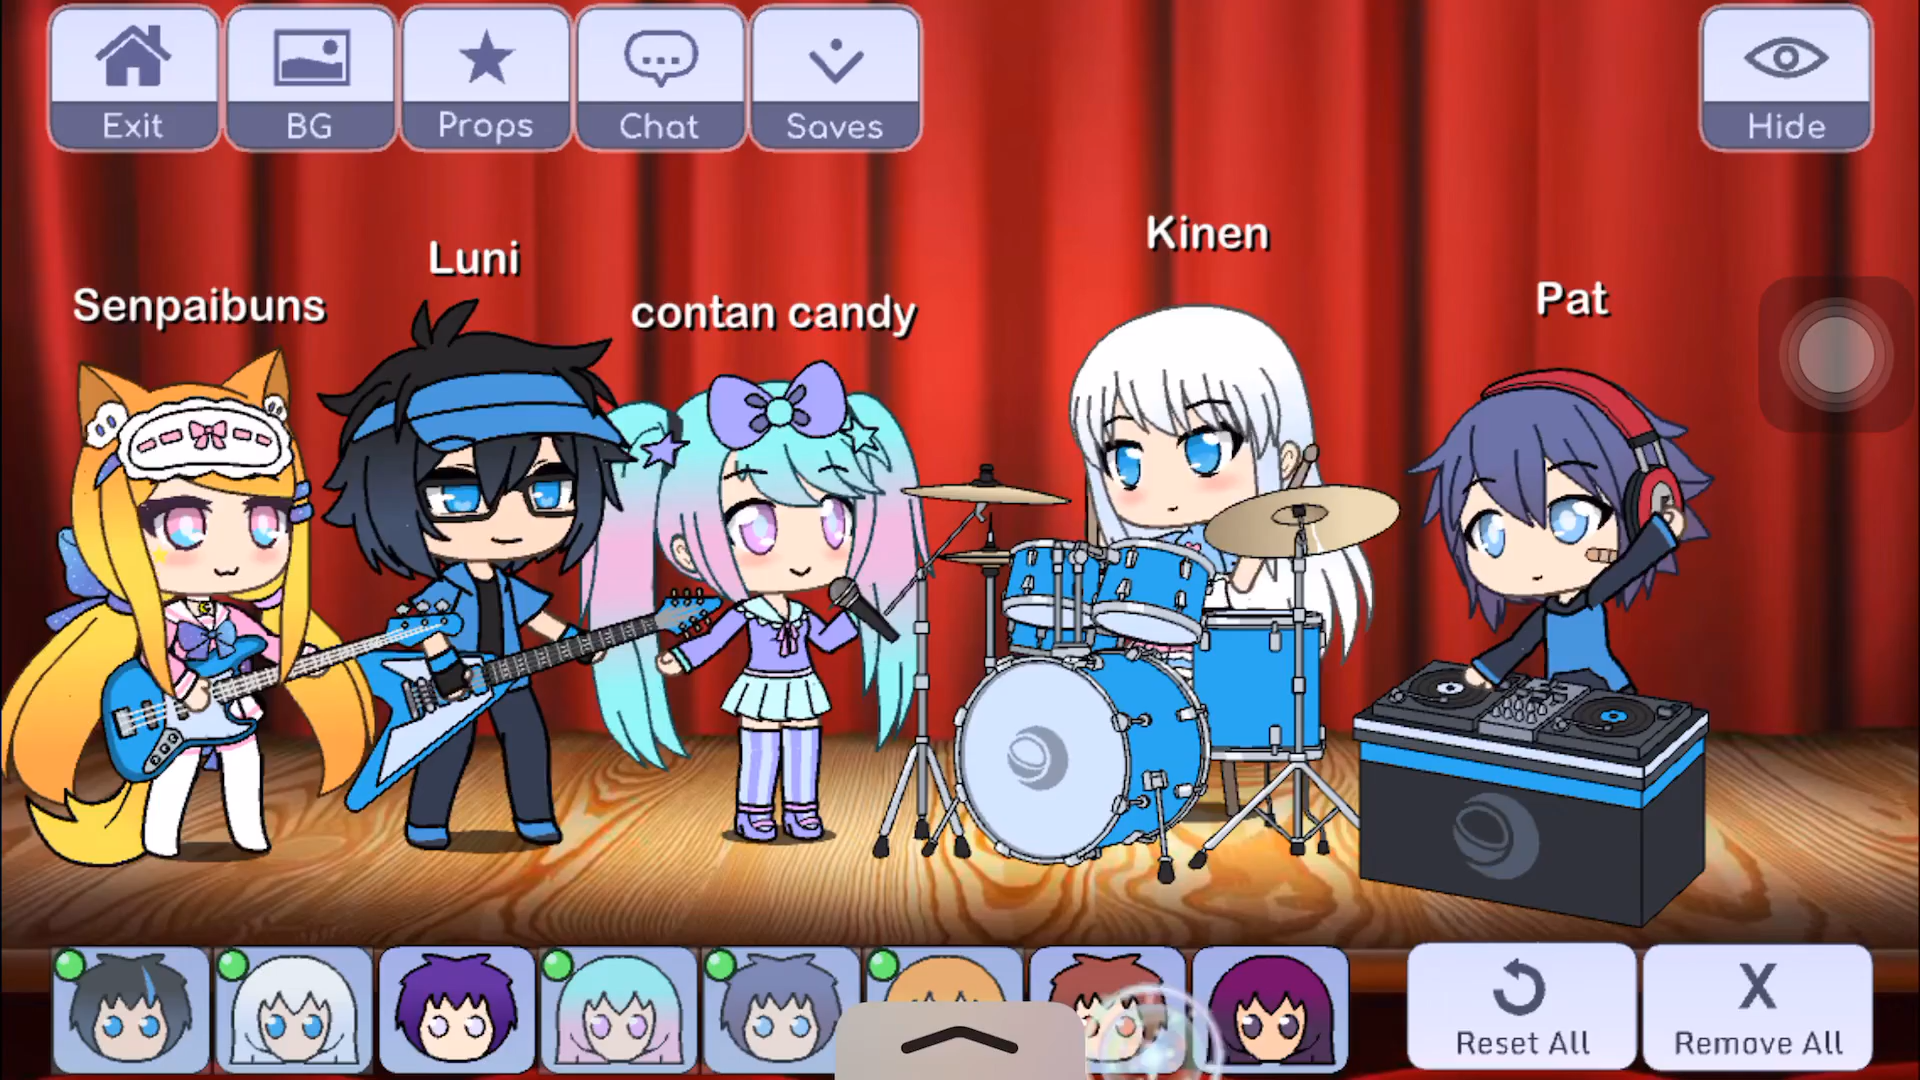 Exit
BG
Props
Chat
Saves
Hide
Senpaibuns
Luni
contan candy
Kinen
Pat
Reset All
Remove All